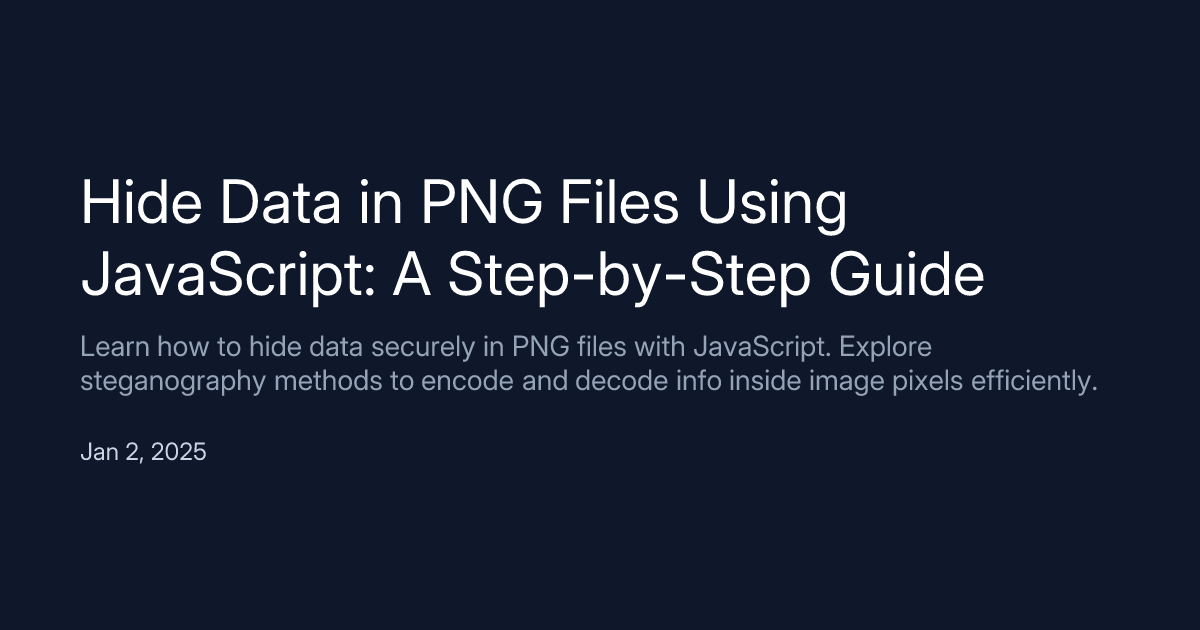 Hide Data in PNG Files Using
JavaScript: A Step-by-Step Guide
Learn how to hide data securely in PNG files with JavaScript. Explore
steganography methods to encode and decode info inside image pixels efficiently.
Jan 2, 2025